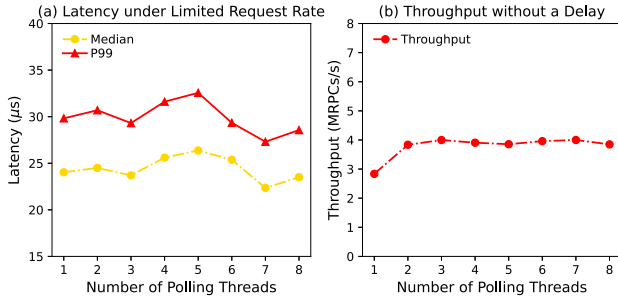 (a) Latency under Limited Request Rate
40
35
30
25
20
15
Latency (μs)
Median
P99
1 2 3 4 5 6 7 8
Number of Polling Threads
(b) Throughput without a Delay
8
7
6
5
4
3
2
1
0
Throughput (MRPCs/s)
Throughput
1 2 3 4 5 6 7 8
Number of Polling Threads